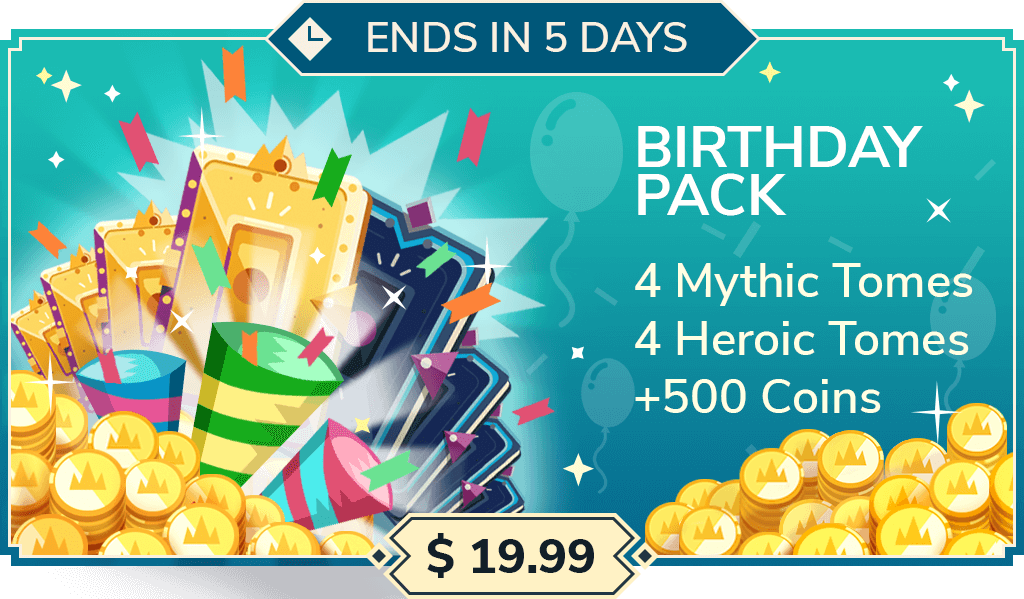 ENDS IN 5 DAYS
BIRTHDAY
PACK
4 Mythic Tomes
4 Heroic Tomes
+500 Coins
$ 19.99